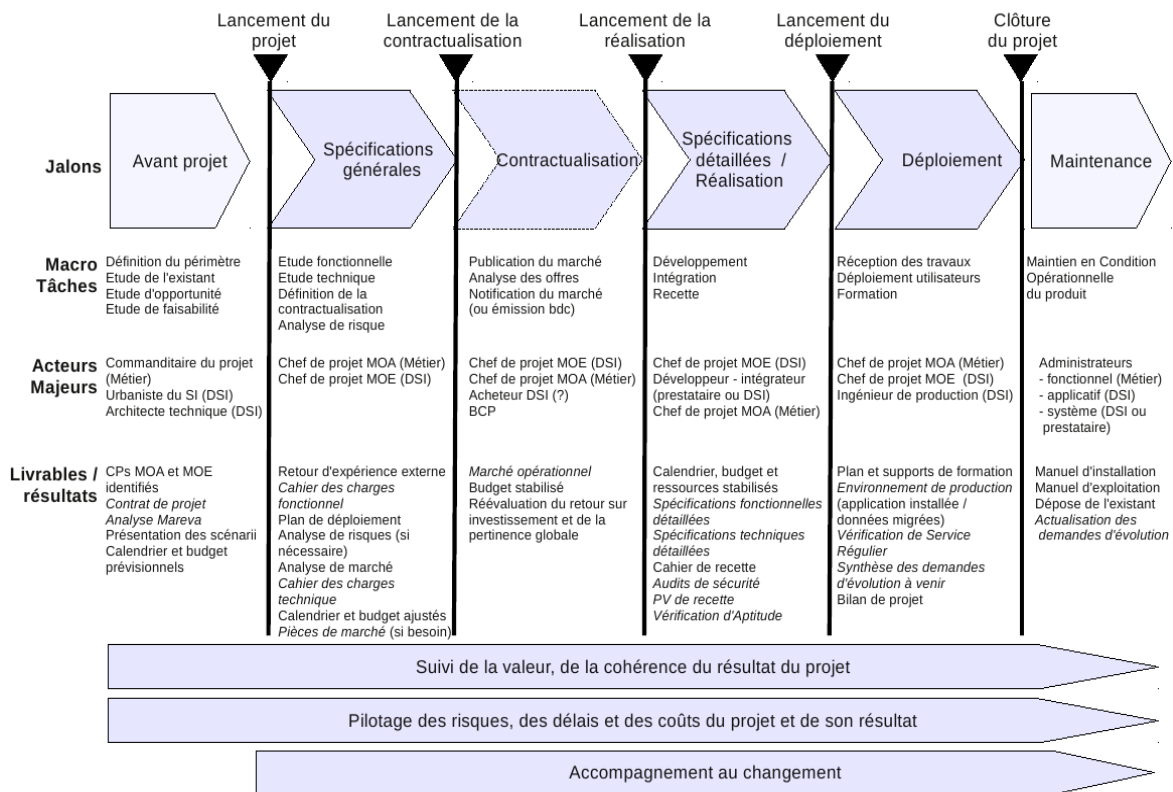 Lancement du
projet
Lancement de la
contractualisation
Lancement de la
réalisation
Lancement du
déploiement
Clôture
du projet
Jalons
Avant projet
Spécifications
générales
Contractualisation
Spécifications
détaillées /
Réalisation
Déploiement
Maintenance
Macro
Tâches
Définition du périmètre
Etude de l'existant
Etude d'opportunité
Etude de faisabilité
Etude fonctionnelle
Etude technique
Définition de la
contractualisation
Analyse de risque
Publication du marché
Analyse des offres
Notification du marché
(ou émission bdc)
Développement
Intégration
Recette
Réception des travaux
Déploiement utilisateurs
Formation
Maintien en Condition
Opérationnelle
du produit
Acteurs
Majeurs
Commanditaire du projet
(Métier)
Urbaniste du SI (DSI)
Architecte technique (DSI)
Chef de projet MOA (Métier)
Chef de projet MOE (DSI)
Chef de projet MOE (DSI)
Chef de projet MOA (Métier)
Acheteur DSI (?)
BCP
Chef de projet MOE (DSI)
Développeur - intégrateur
(prestataire ou DSI)
Chef de projet MOA (Métier)
Chef de projet MOA (Métier)
Chef de projet MOE (DSI)
Ingénieur de production (DSI)
Administrateurs
- fonctionnel (Métier)
- applicatif (DSI)
- système (DSI ou
prestataire)
Livrables /
résultats
CPs MOA et MOE
identifiés
Contrat de projet
Analyse Mareva
Présentation des scénarii
Calendrier et budget
prévisionnels
Retour d'expérience externe
Cahier des charges
fonctionnel
Plan de déploiement
Analyse de risques (si
nécessaire)
Analyse de marché
Cahier des charges
technique
Calendrier et budget ajustés
Pièces de marché (si besoin)
Marché opérationnel
Budget stabilisé
Réévaluation du retour sur
investissement et de la
pertinence globale
Calendrier, budget et
ressources stabilisés
Spécifications fonctionnelles
détaillées
Spécifications techniques
détaillées
Cahier de recette
Audits de sécurité
PV de recette
Vérification d'Aptitude
Plan et supports de formation
Environnement de production
(application installée /
données migrées)
Vérification de Service
Régulier
Synthèse des demandes
d'évolution à venir
Bilan de projet
Manuel d'installation
Manuel d'exploitation
Dépose de l'existant
Actualisation des
demandes d'évolution
Suivi de la valeur, de la cohérence du résultat du projet
Pilotage des risques, des délais et des coûts du projet et de son résultat
Accompagnement au changement